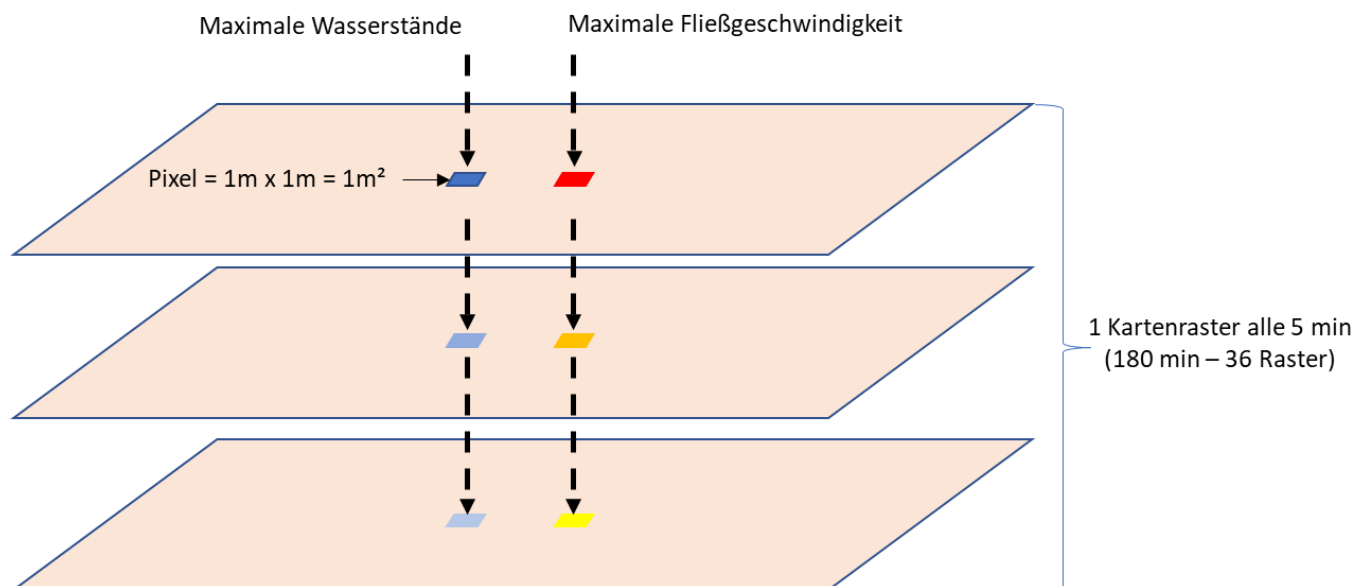 Maximale Wasserstände
Maximale Fließgeschwindigkeit
Pixel = 1m x 1m = 1m²
1 Kartenraster alle 5 min
(180 min – 36 Raster)